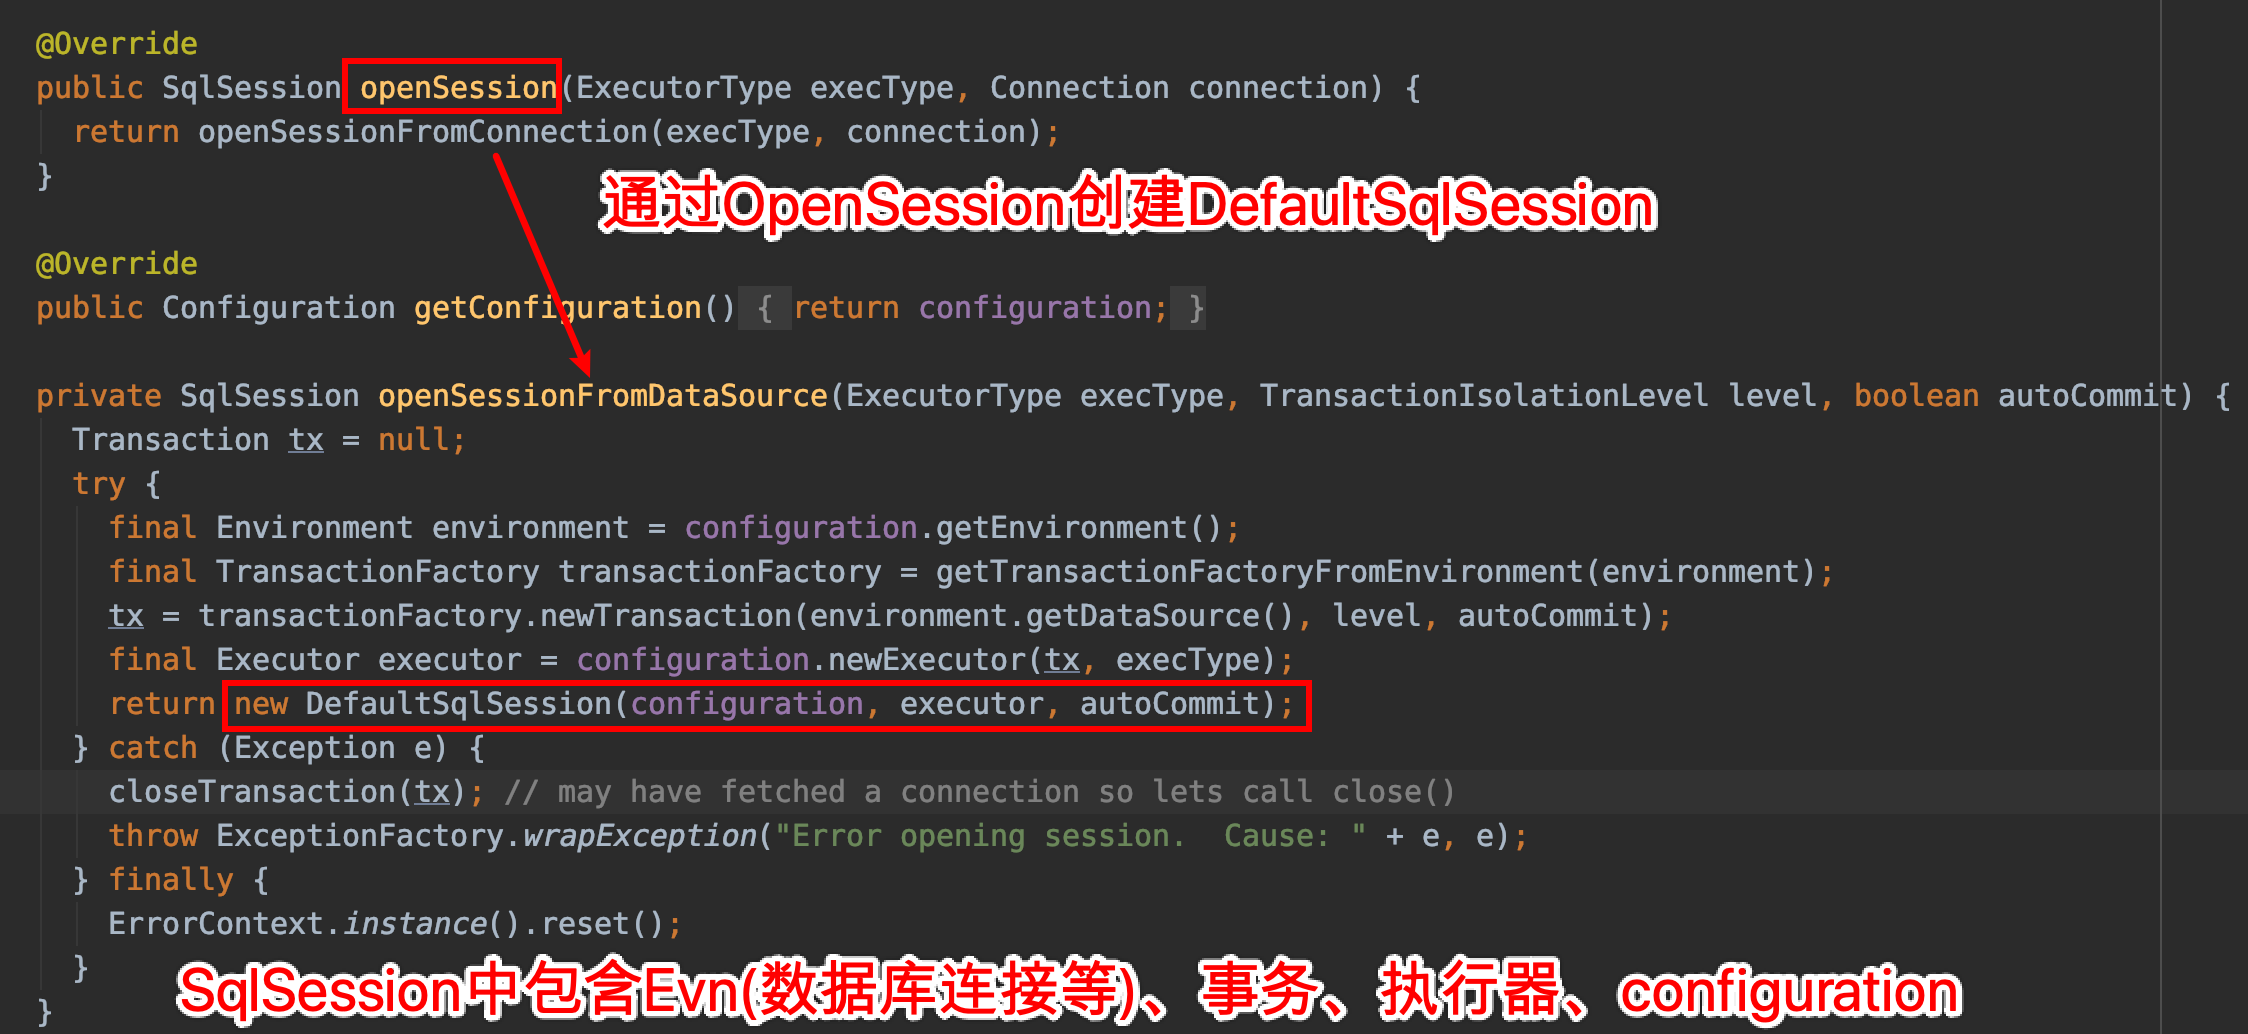 @Override
public SqlSession openSession(ExecutorType execType, Connection connection) {
return openSessionFromConnection(execType, connection);
}
通过OpenSession创建DefaultSqlSession
@Override
public Configuration getConfiguration() { return configuration; }
private SqlSession openSessionFromDataSource(ExecutorType execType, TransactionIsolationLevel level, boolean autoCommit) {
Transaction tx = null;
try {
final Environment environment = configuration.getEnvironment();
final TransactionFactory transactionFactory = getTransactionFactoryFromEnvironment(environment);
tx = transactionFactory.newTransaction(environment.getDataSource(), level, autoCommit);
final Executor executor = configuration.newExecutor(tx, execType);
return new DefaultSqlSession(configuration, executor, autoCommit);
} catch (Exception e) {
closeTransaction(tx); // may have fetched a connection so lets call close()
throw ExceptionFactory.wrapException("Error opening session.  Cause: " + e, e);
} finally {
ErrorContext.instance().reset();
}
SqlSession中包含Evn(数据库连接等)、事务、执行器、configuration
}